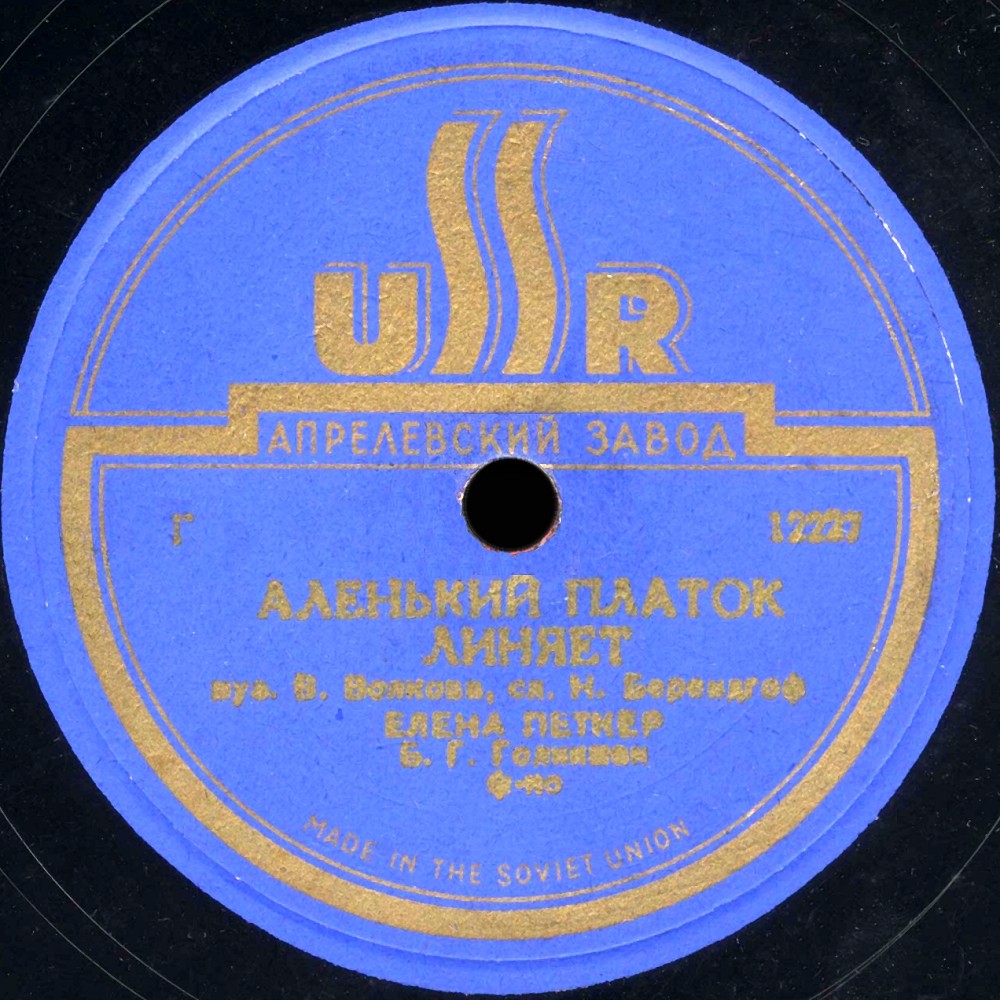 USSR
АПРЕЛЕВСКИЙ ЗАВОД
Г 12227
АЛЕНЬКИЙ ПЛАТОК
ЛИНЯЕТ
муз. В. Волкова, сл. Н. Берендгоф
ЕЛЕНА ПЕТКЕР
Б. Г.
ф-но
MADE IN THE SOVIET UNION